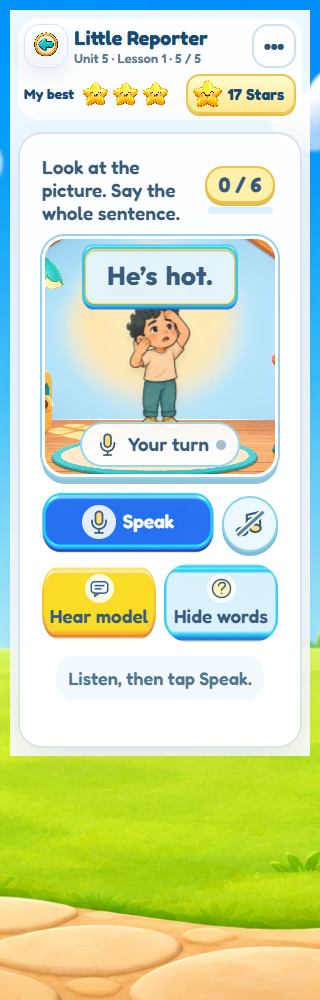 Little Reporter
Unit 5 · Lesson 1 · 5 / 5
My best
17 Stars
Look at the
picture. Say the
whole sentence.
0 / 6
He's hot.
Your turn
Speak
Hear model
Hide words
Listen, then tap Speak.